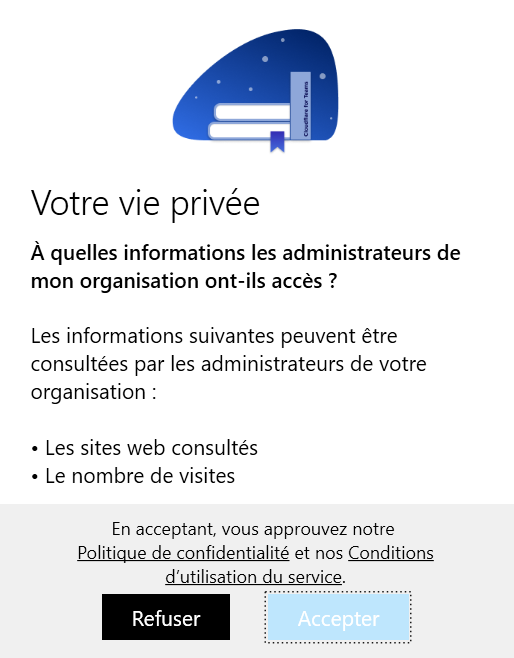 Cloudflare for Teams
Votre vie privée
À quelles informations les administrateurs de
mon organisation ont-ils accès ?
Les informations suivantes peuvent être
consultées par les administrateurs de votre
organisation :
• Les sites web consultés
• Le nombre de visites
En acceptant, vous approuvez notre
Politique de confidentialité et nos Conditions
d’utilisation du service.
Refuser
Accepter